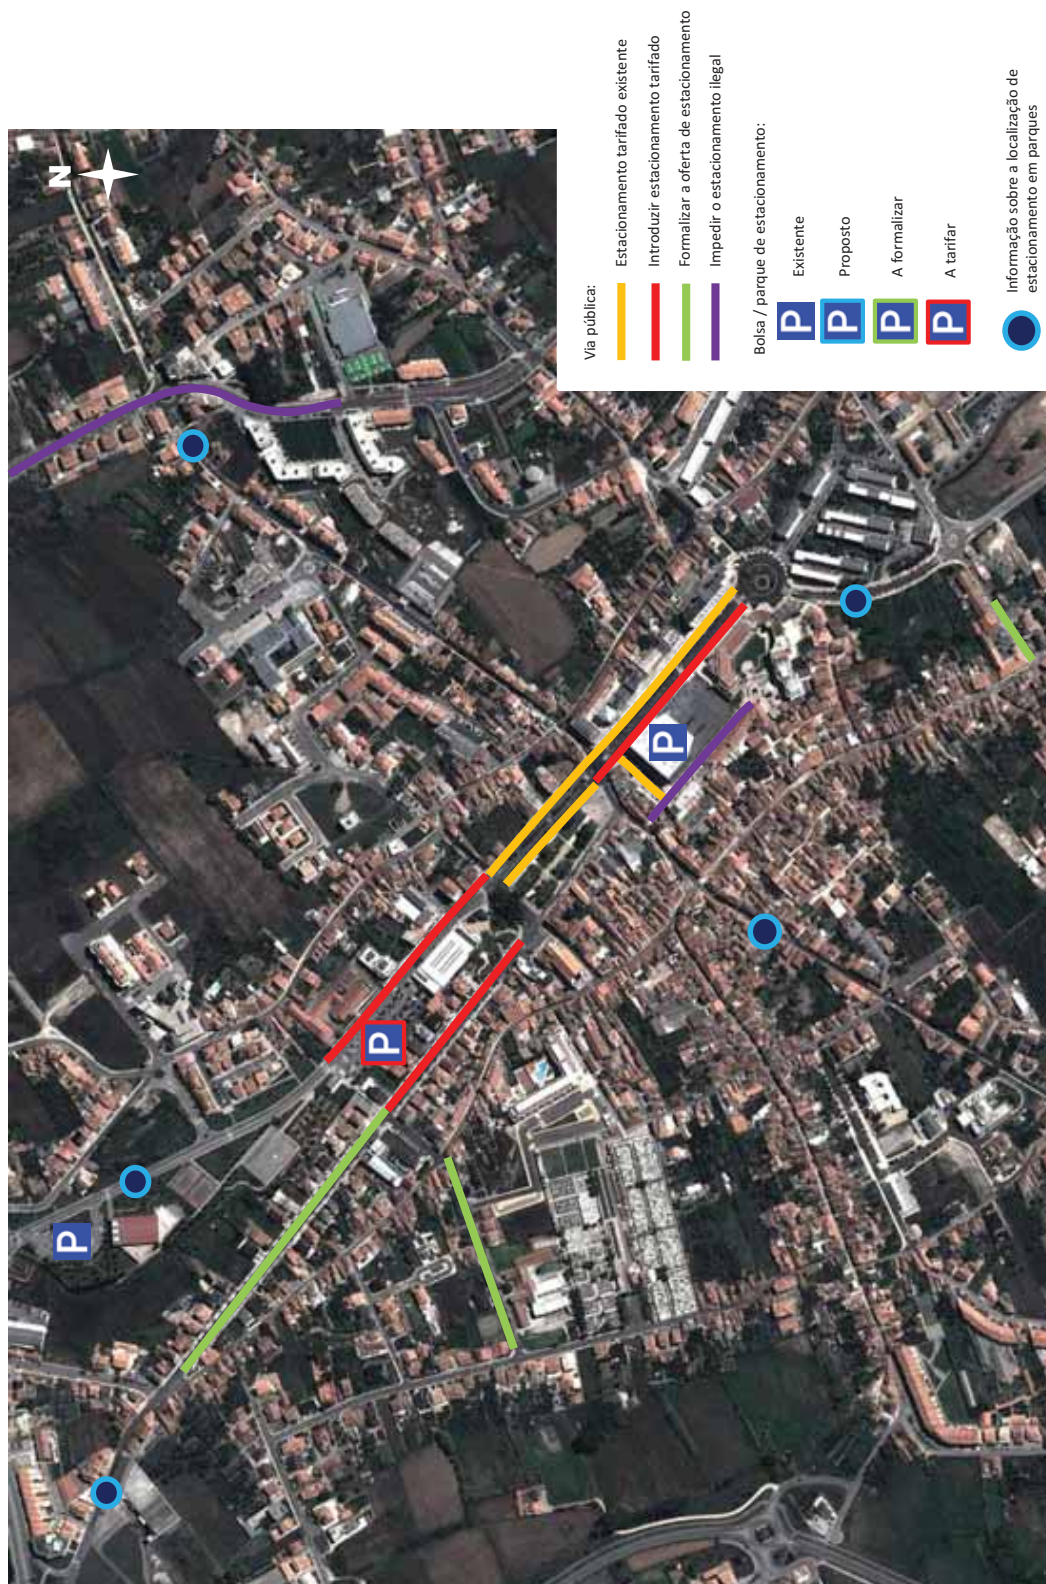 N
P
P
P
Via pública:
Estacionamento tarifado existente
Introduzir estacionamento tarifado
Formalizar a oferta de estacionamento
Impedir o estacionamento ilegal
Bolsa / parque de estacionamento:
P Existente
P Proposto
P A formalizar
P A tarifar
Informação sobre a localização de
estacionamento em parques